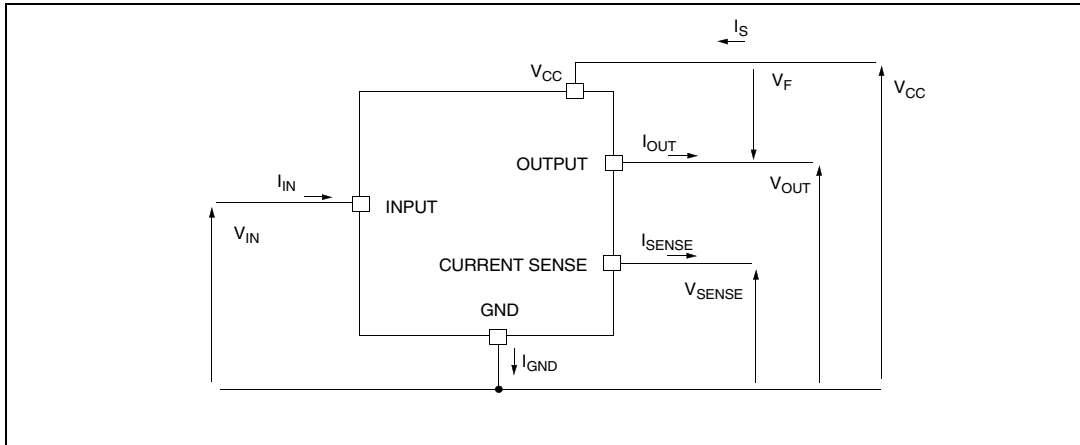 I_S
V_CC
V_F
V_CC
I_OUT
OUTPUT
V_OUT
I_IN
INPUT
V_IN
I_SENSE
CURRENT SENSE
V_SENSE
GND
I_GND